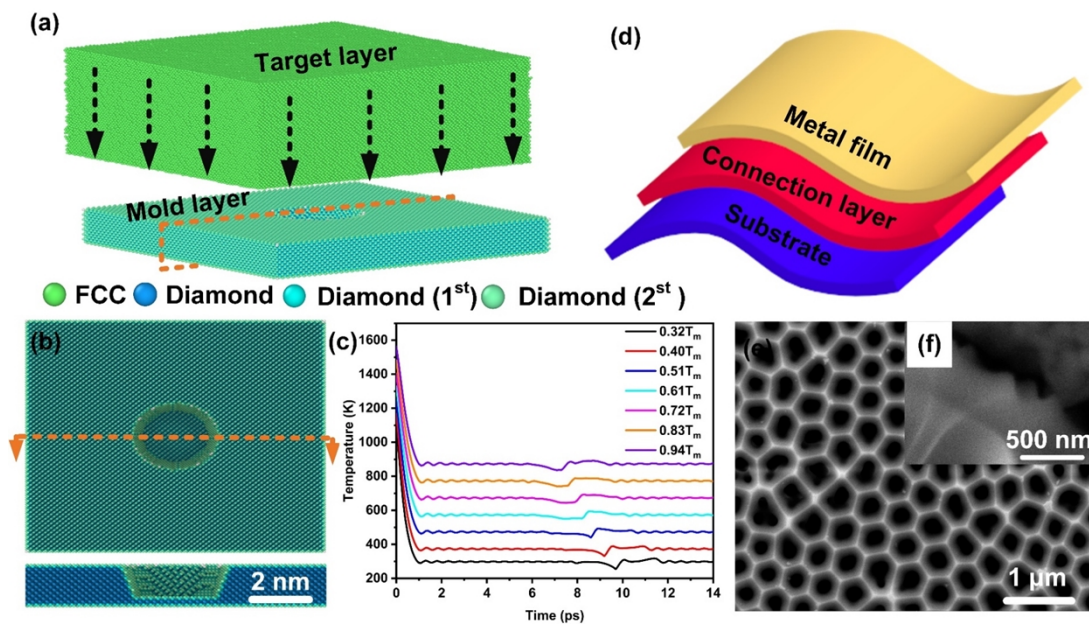 (a)
Target layer
Mold layer
FCC Diamond Diamond (1st) Diamond (2st)
(b)
2 nm
(c)
Temperature (K)
1600
1400
1200
1000
800
600
400
200
0 2 4 6 8 10 12 14
Time (ps)
0.32Tm
0.40Tm
0.51Tm
0.61Tm
0.72Tm
0.83Tm
0.94Tm
(d)
Metal film
Connection layer
Substrate
(e)
1 μm
(f)
500 nm